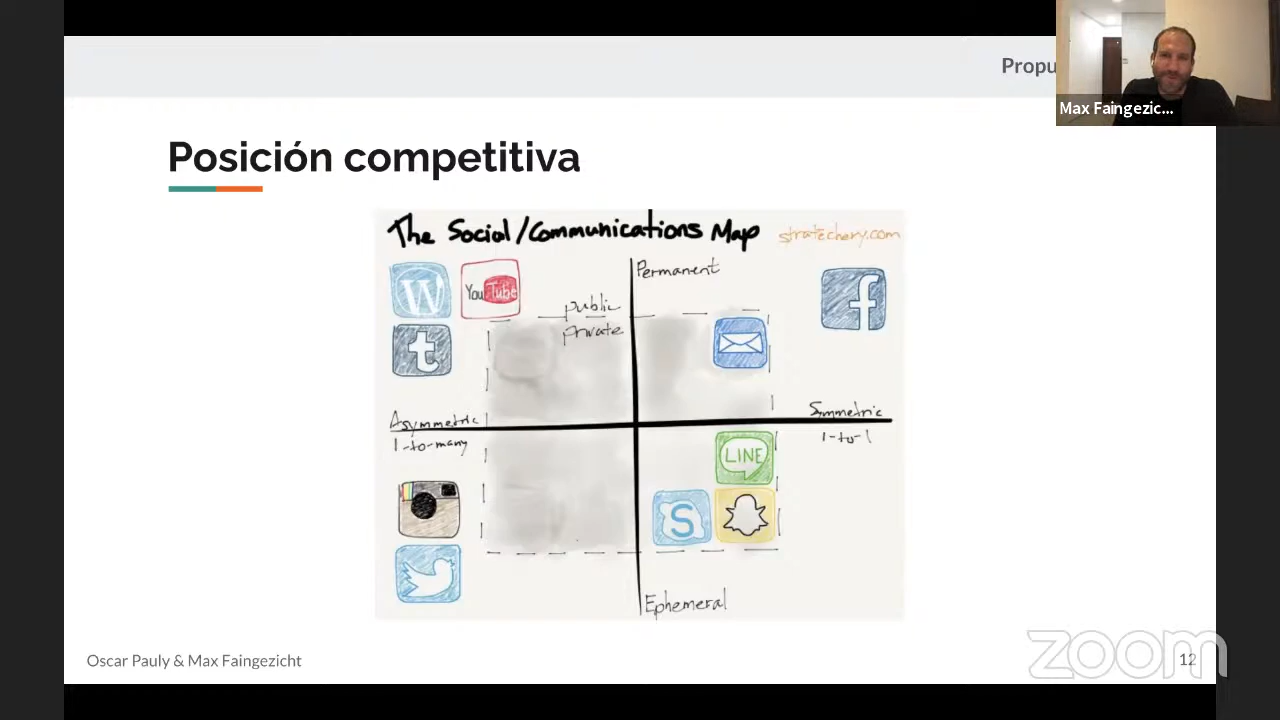 Propu
Max Faingezic...
Posición competitiva
The Social/Communications Map
stratechery.com
Permanent
YouTube
public
private
f
W
t
Asymmetric
1-to-many
Symmetric
1-to-1
LINE
S
Ephemeral
Oscar Pauly & Max Faingezicht
zoom
12